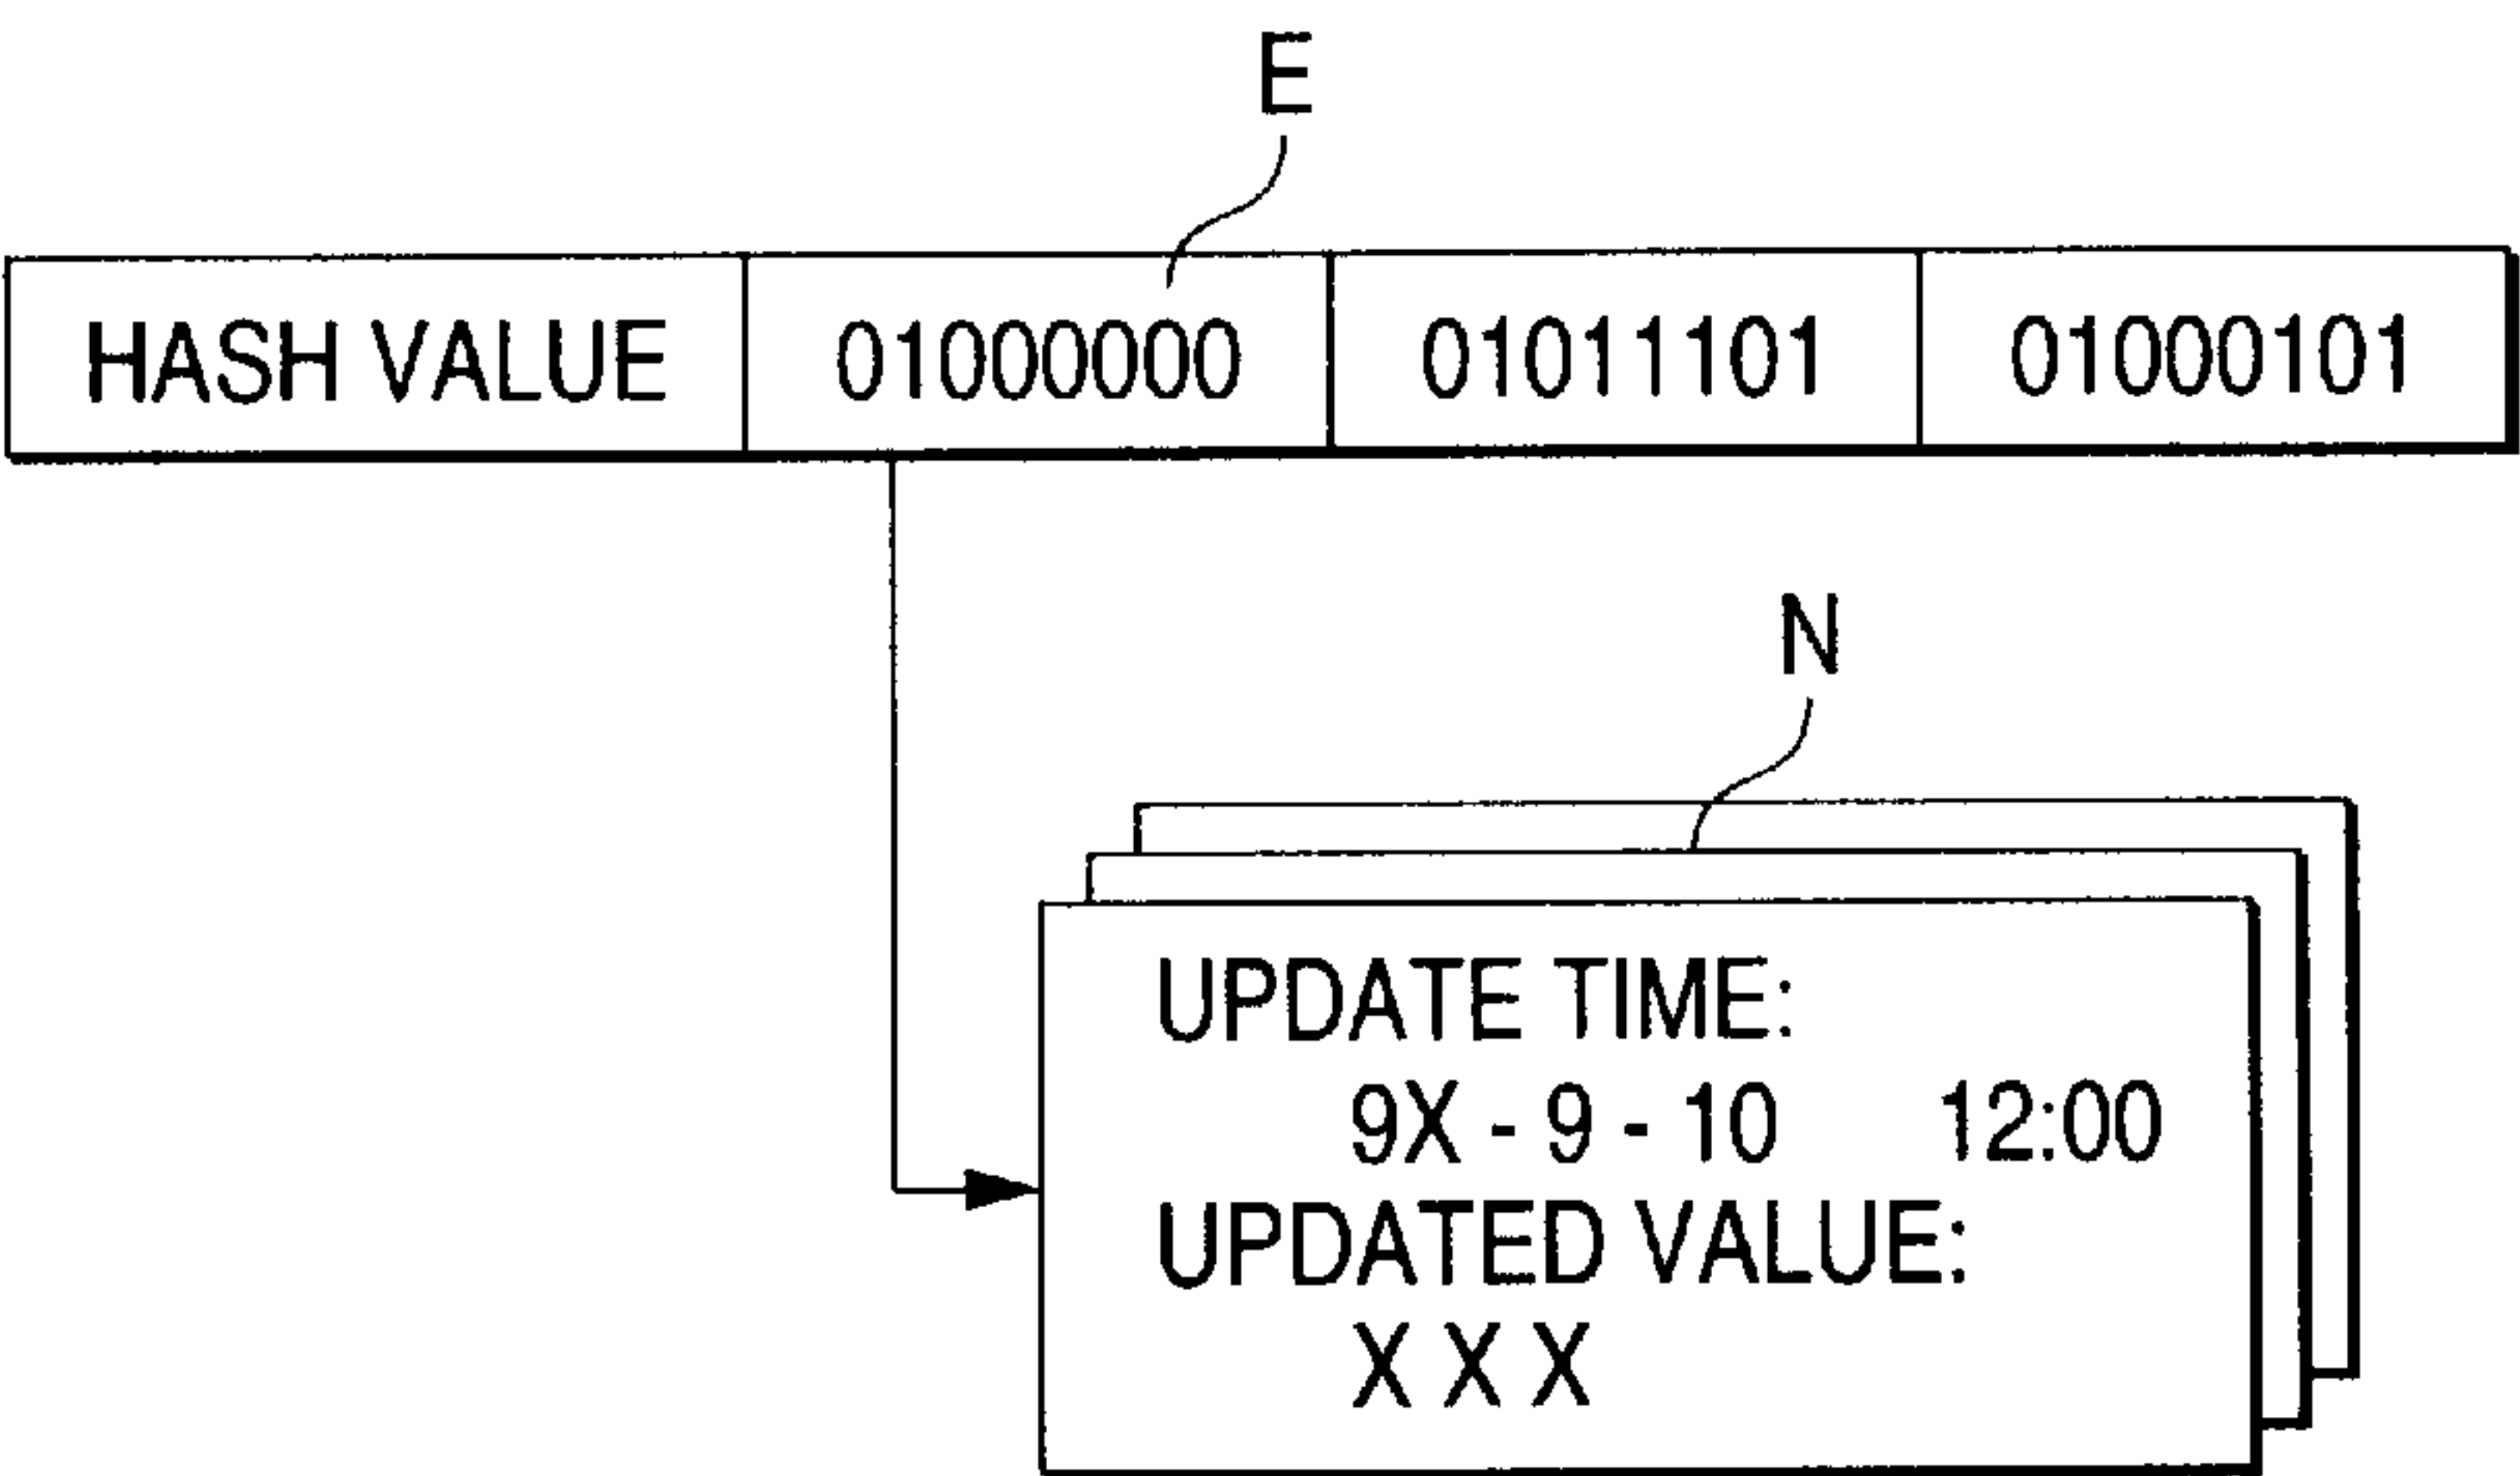 E
HASH VALUE 01000000 01011101 01000101
N
UPDATE TIME:
9X - 9 - 10 12:00
UPDATED VALUE:
X X X